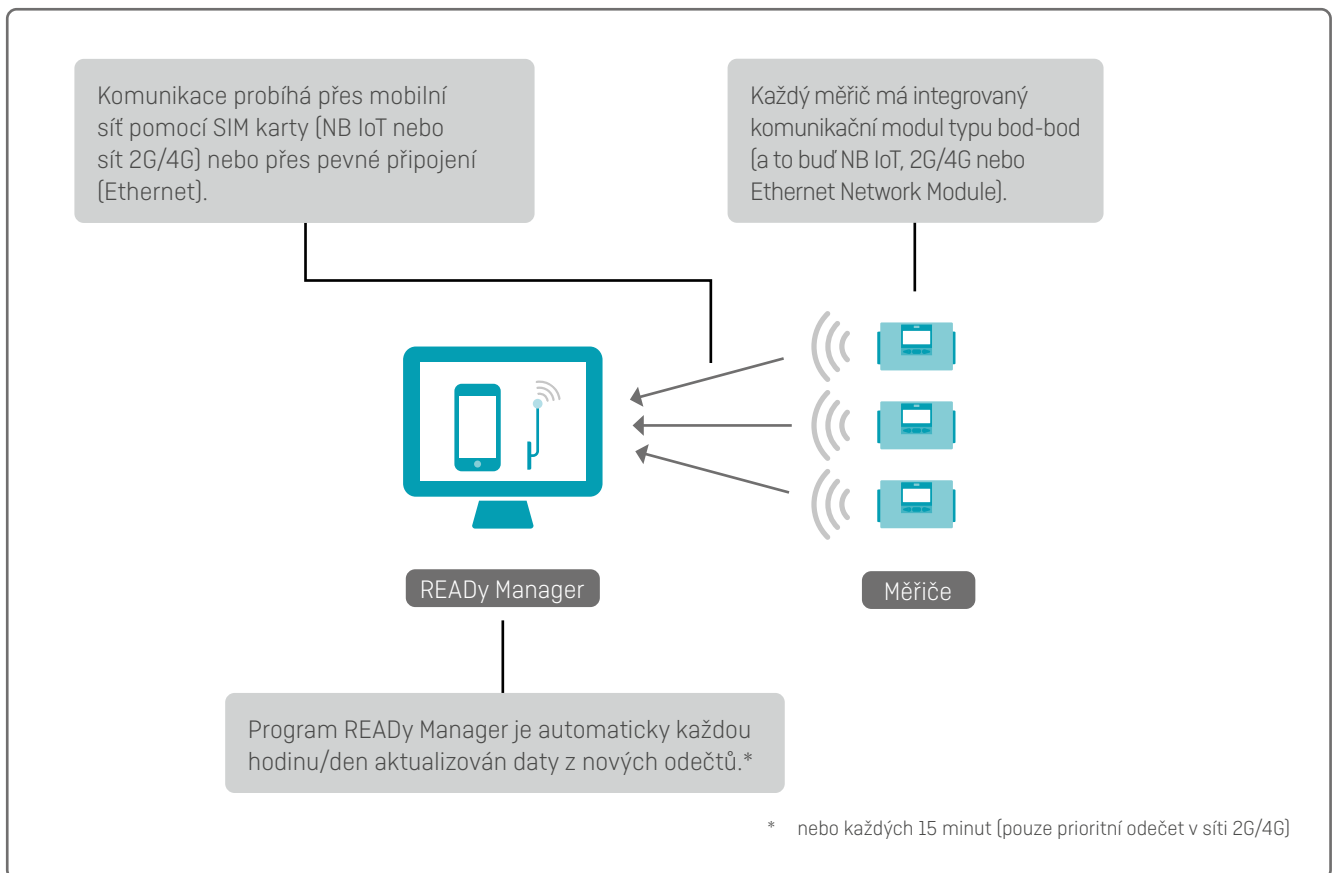 Komunikace probíhá přes mobilní
síť pomocí SIM karty (NB IoT nebo
sít 2G/4G) nebo přes pevné připojení
(Ethernet).
Každý měřič má integrovaný
komunikační modul typu bod-bod
(a to buď NB IoT, 2G/4G nebo
Ethernet Network Module).
READy Manager
Měřiče
Program READy Manager je automaticky každou
hodinu/den aktualizován daty z nových odečtů.*
* nebo každých 15 minut (pouze prioritní odečet v síti 2G/4G)